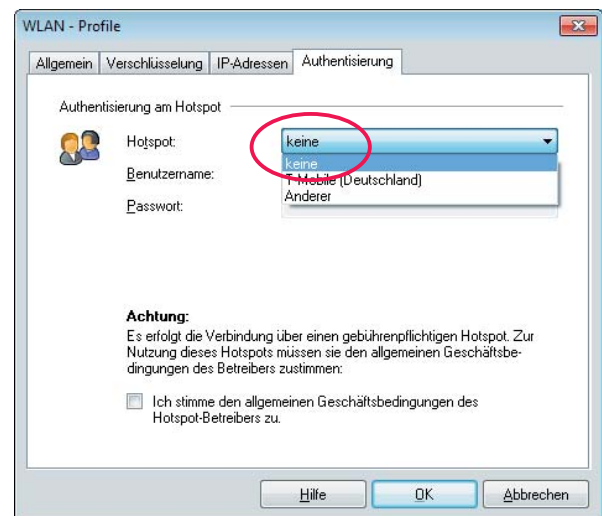 WLAN - Profile
Allgemein Verschlüsselung IP-Adressen Authentisierung
Authentisierung am Hotspot
Hotspot: keine
keine
Benutzername: T-Mobile (Deutschland)
Anderer
Passwort:
Achtung:
Es erfolgt die Verbindung über einen gebührenpflichtigen Hotspot. Zur
Nutzung dieses Hotspots müssen sie den allgemeinen Geschäftsbe-
dingungen des Betreibers zustimmen:
Ich stimme den allgemeinen Geschäftsbedingungen des
Hotspot-Betreibers zu.
Hilfe OK Abbrechen